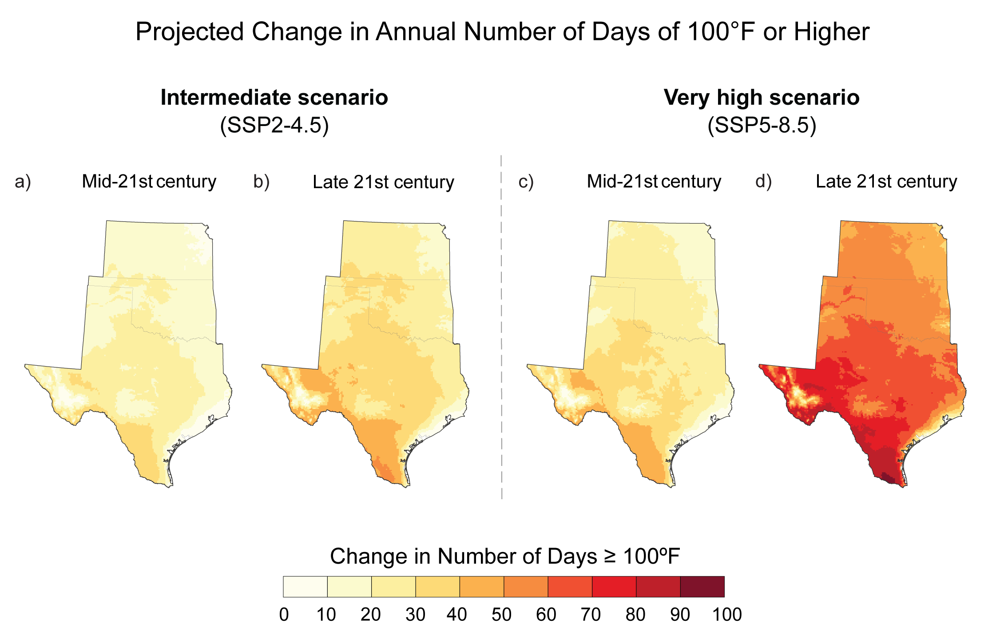 Projected Change in Annual Number of Days of 100°F or Higher
Intermediate scenario
(SSP2-4.5)
Very high scenario
(SSP5-8.5)
a) Mid-21st century
b) Late 21st century
c) Mid-21st century
d) Late 21st century
Change in Number of Days ≥ 100ºF
0 10 20 30 40 50 60 70 80 90 100